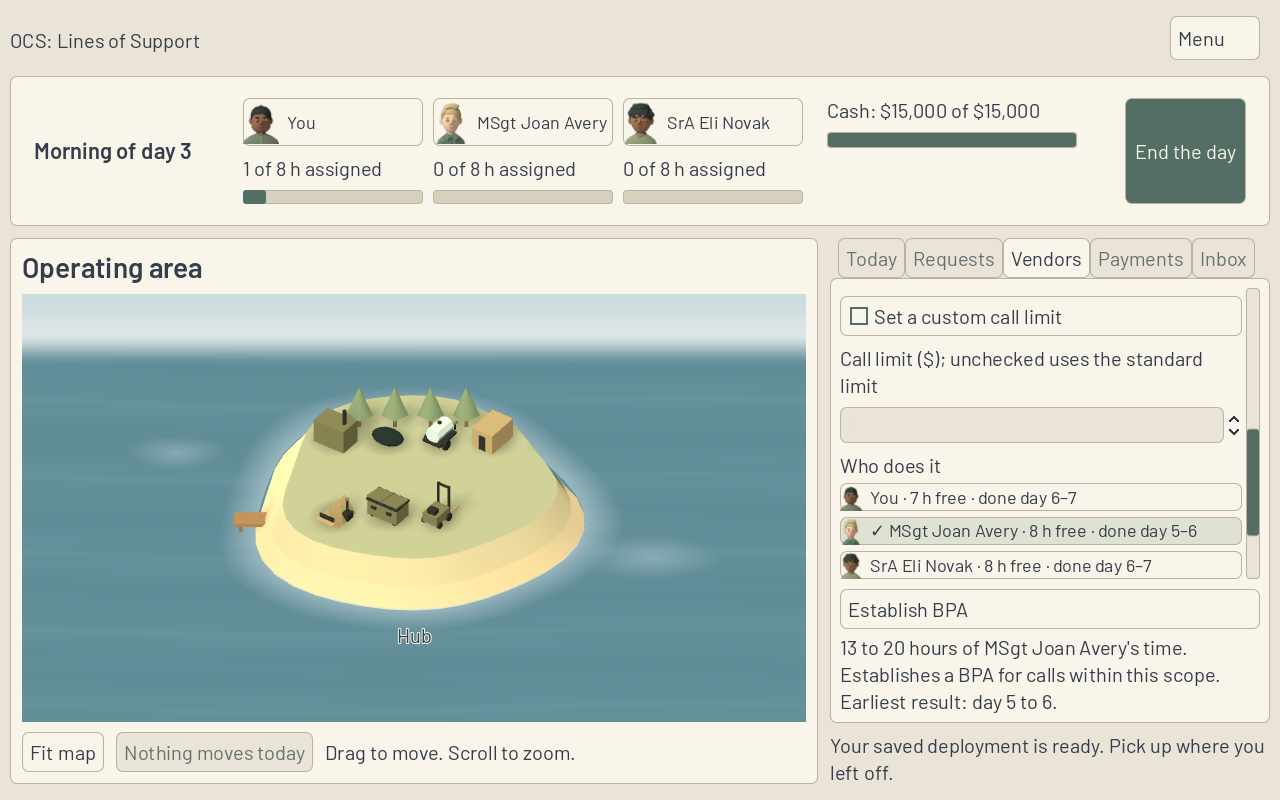 OCS: Lines of Support
Menu
Morning of day 3
You
1 of 8 h assigned
MSgt Joan Avery
0 of 8 h assigned
SrA Eli Novak
0 of 8 h assigned
Cash: $15,000 of $15,000
End the day
Operating area
Hub
Fit map
Nothing moves today
Drag to move. Scroll to zoom.
Today
Requests
Vendors
Payments
Inbox
Set a custom call limit
Call limit ($); unchecked uses the standard
limit
Who does it
You · 7 h free · done day 6–7
✓ MSgt Joan Avery · 8 h free · done day 5–6
SrA Eli Novak · 8 h free · done day 6–7
Establish BPA
13 to 20 hours of MSgt Joan Avery's time.
Establishes a BPA for calls within this scope.
Earliest result: day 5 to 6.
Your saved deployment is ready. Pick up where you
left off.